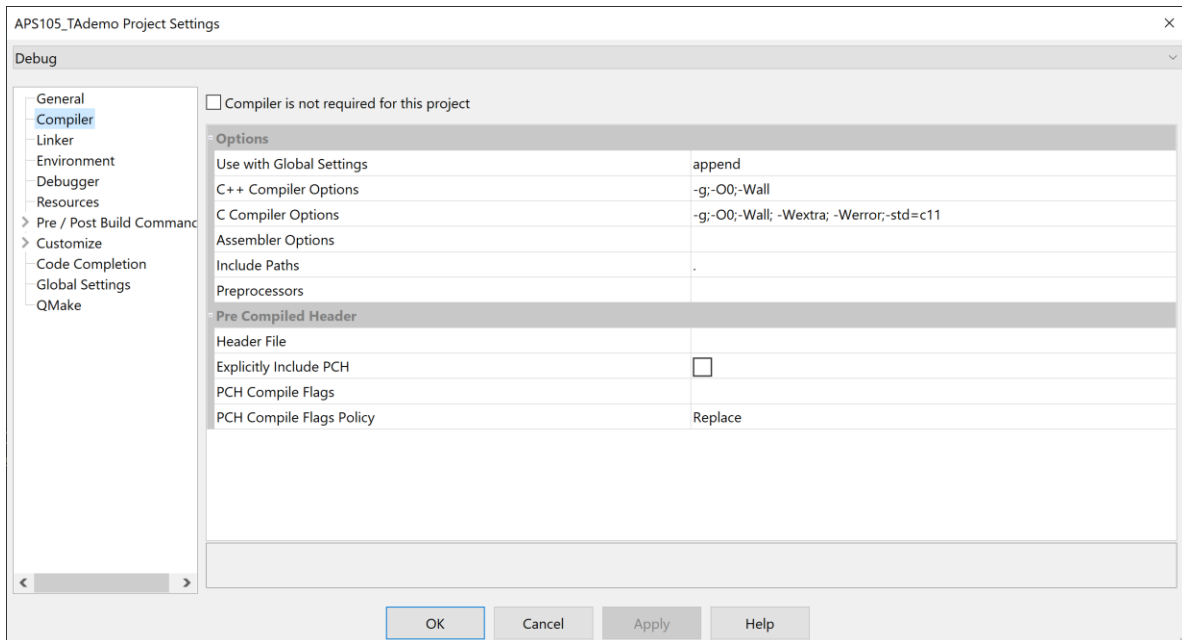 APS105_TAdemo Project Settings
Debug
General
Compiler
Linker
Environment
Debugger
Resources
Pre / Post Build Commanc
Customize
Code Completion
Global Settings
QMake
Compiler is not required for this project
Options
Use with Global Settings append
C++ Compiler Options -g;-O0;-Wall
C Compiler Options -g;-O0;-Wall; -Wextra; -Werror;-std=c11
Assembler Options
Include Paths .
Preprocessors
Pre Compiled Header
Header File
Explicitly Include PCH
PCH Compile Flags
PCH Compile Flags Policy Replace
OK Cancel Apply Help